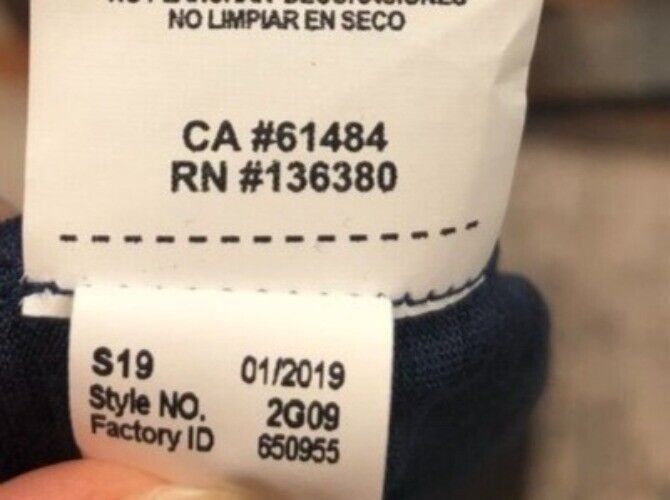 NO LIMPIAR EN SECO
CA #61484
RN #136380
S19 01/2019
Style NO. 2G09
Factory ID 650955